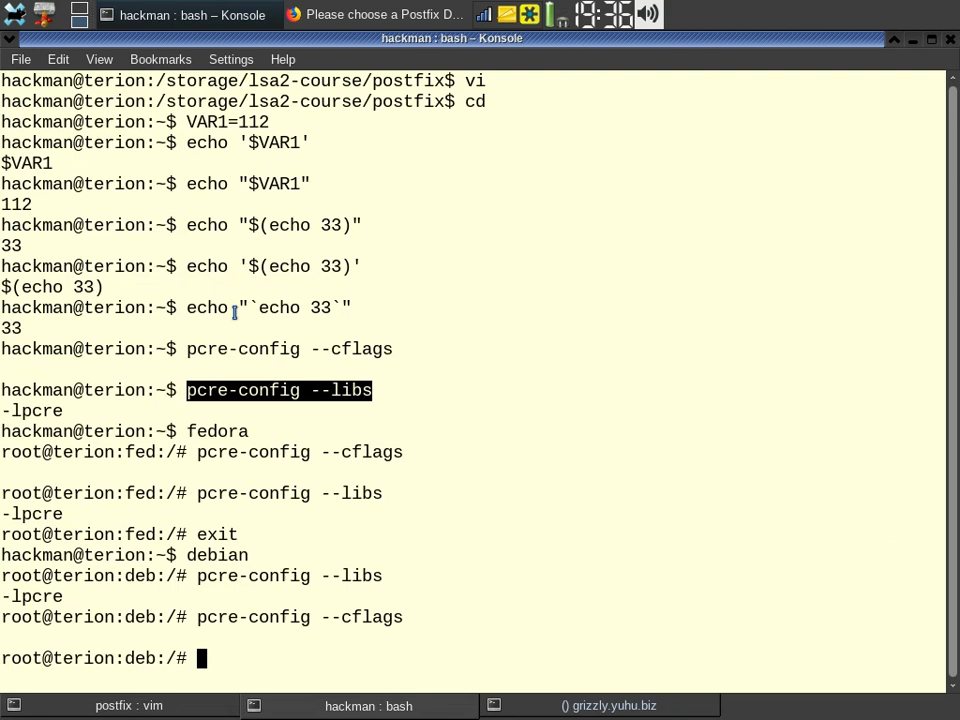 hackman : bash – Konsole
Please choose a Postfix D...
19:36
hackman : bash – Konsole
File Edit View Bookmarks Settings Help
hackman@terion:/storage/lsa2-course/postfix$ vi
hackman@terion:/storage/lsa2-course/postfix$ cd
hackman@terion:~$ VAR1=112
hackman@terion:~$ echo '$VAR1'
$VAR1
hackman@terion:~$ echo "$VAR1"
112
hackman@terion:~$ echo "$(echo 33)"
33
hackman@terion:~$ echo '$(echo 33)'
$(echo 33)
hackman@terion:~$ echo "`echo 33`"
33
hackman@terion:~$ pcre-config --cflags
hackman@terion:~$ pcre-config --libs
-lpcre
hackman@terion:~$ fedora
root@terion:fed:/# pcre-config --cflags
root@terion:fed:/# pcre-config --libs
-lpcre
root@terion:fed:/# exit
hackman@terion:~$ debian
root@terion:deb:/# pcre-config --libs
-lpcre
root@terion:deb:/# pcre-config --cflags
root@terion:deb:/#
postfix : vim
hackman : bash
() grizzly.yuhu.biz